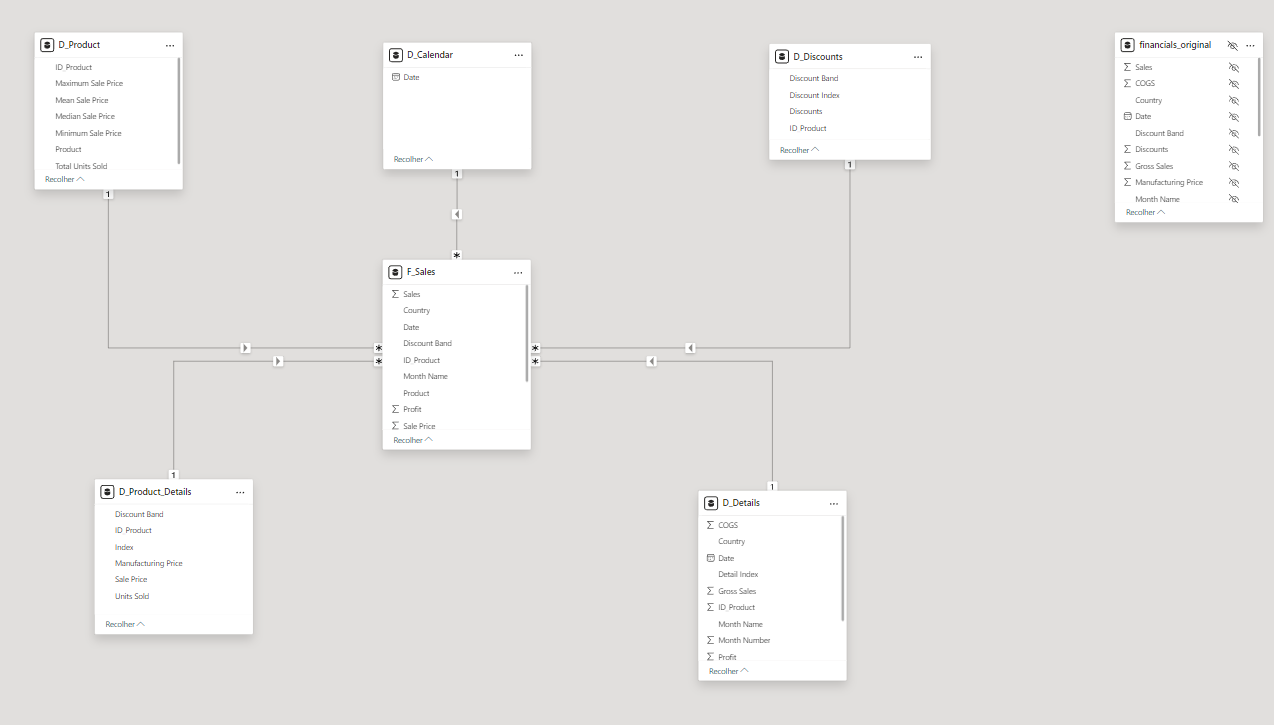 D_Product
ID_Product
Maximum Sale Price
Mean Sale Price
Median Sale Price
Minimum Sale Price
Product
Total Units Sold
Recolher
1
D_Calendar
Date
Recolher
1
*
D_Discounts
Discount Band
Discount Index
Discounts
ID_Product
Recolher
1
financials_original
Sales
COGS
Country
Date
Discount Band
Discounts
Gross Sales
Manufacturing Price
Month Name
Recolher
F_Sales
Sales
Country
Date
Discount Band
ID_Product
Month Name
Product
Profit
Sale Price
Recolher
*
*
*
*
1
D_Product_Details
Discount Band
ID_Product
Index
Manufacturing Price
Sale Price
Units Sold
Recolher
1
D_Details
COGS
Country
Date
Detail Index
Gross Sales
ID_Product
Month Name
Month Number
Profit
Recolher